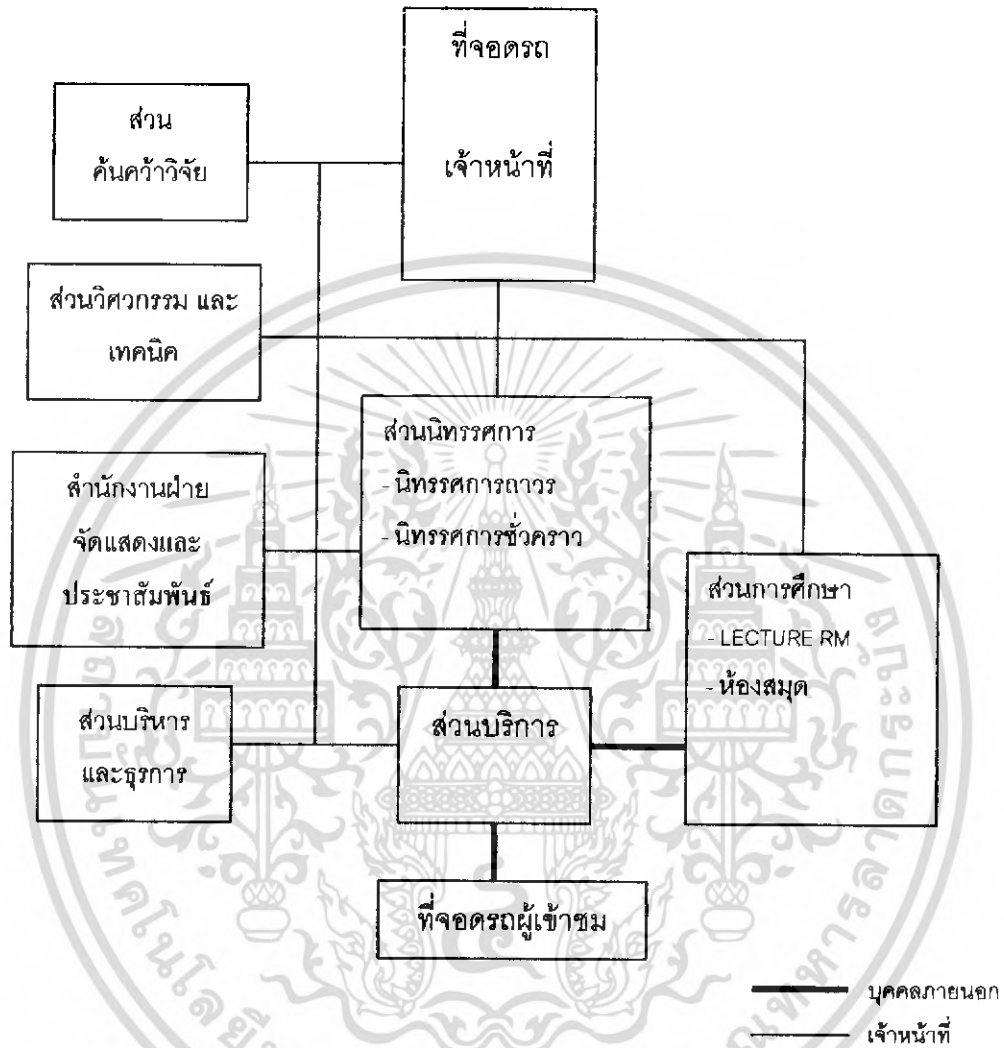 ที่จอดรถ
เจ้าหน้าที่
ส่วน
ค้นคว้าวิจัย
ส่วนวิศวกรรม และ
เทคนิค
ส่วนนิทรรศการ
- นิทรรศการถาวร
- นิทรรศการชั่วคราว
สำนักงานฝ่าย
จัดแสดงและ
ประชาสัมพันธ์
ส่วนการศึกษา
- LECTURE RM
- ห้องสมุด
ส่วนบริหาร
และธุรการ
ส่วนบริการ
ที่จอดรถผู้เข้าชม
บุคคลภายนอก
เจ้าหน้าที่